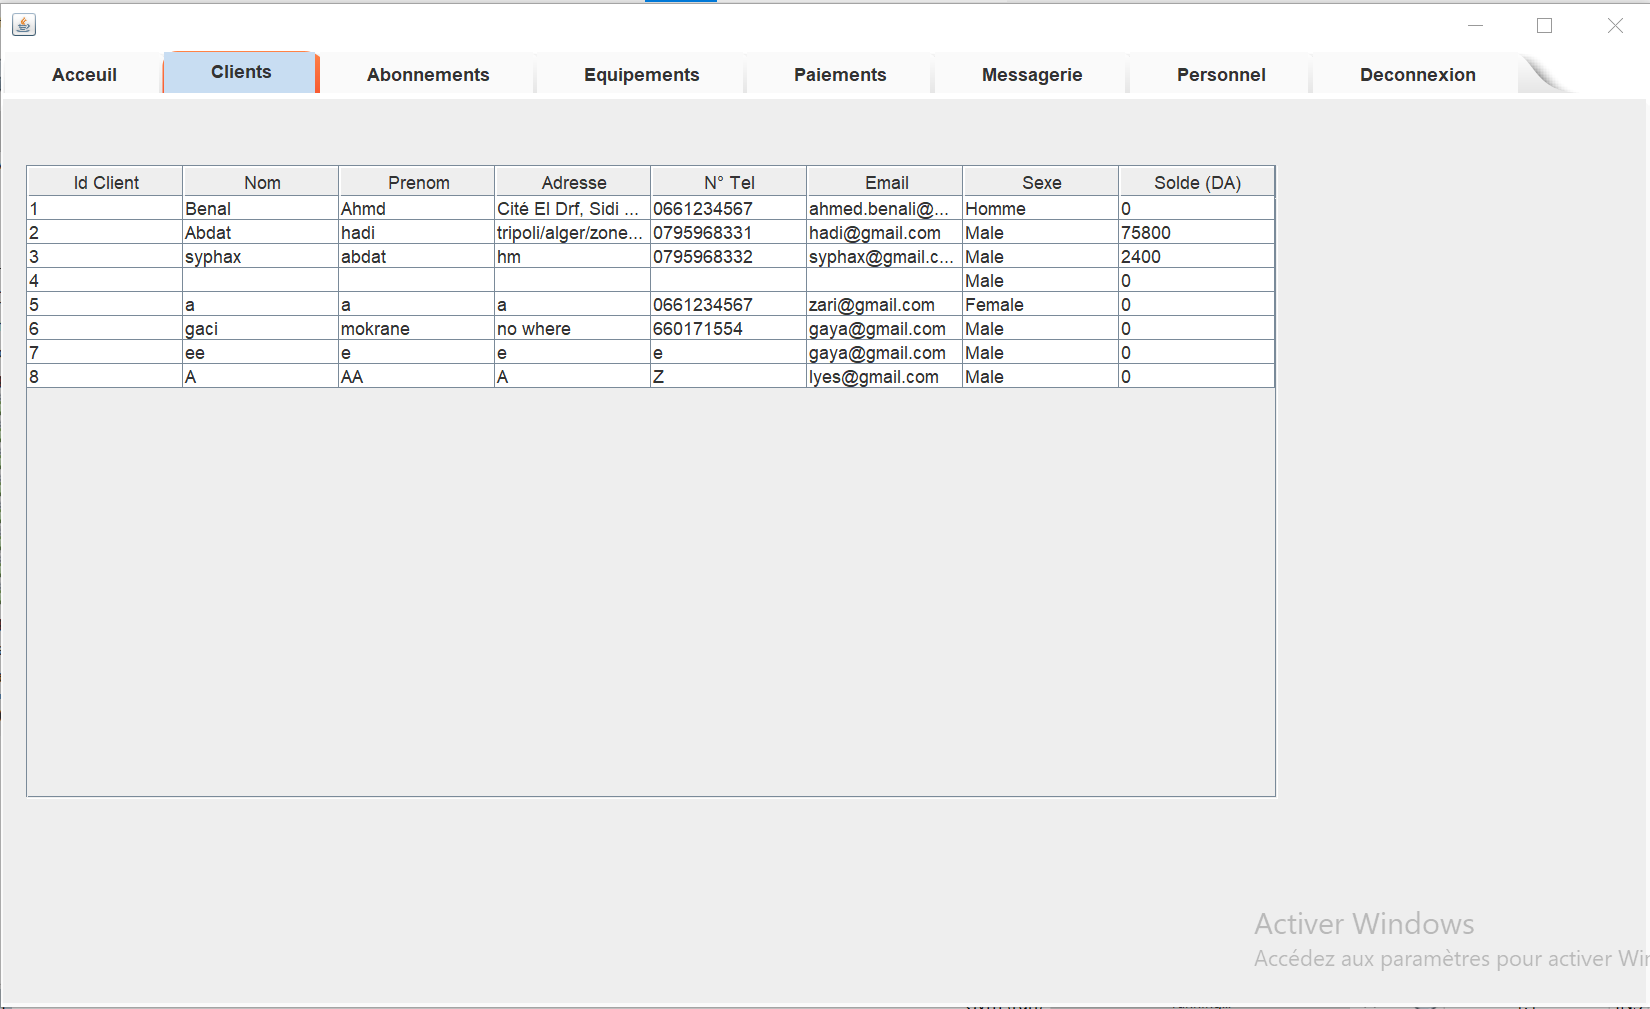 Acceuil Clients Abonnements Equipements Paiements Messagerie Personnel Deconnexion
Id Client Nom Prenom Adresse N° Tel Email Sexe Solde (DA)
1 Benal Ahmd Cité El Drf, Sidi ... 0661234567 ahmed.benali@... Homme 0
2 Abdat hadi tripoli/alger/zone... 0795968331 hadi@gmail.com Male 75800
3 syphax abdat hm 0795968332 syphax@gmail.c... Male 2400
4 Male 0
5 a a a 0661234567 zari@gmail.com Female 0
6 gaci mokrane no where 660171554 gaya@gmail.com Male 0
7 ee e e e gaya@gmail.com Male 0
8 A AA A Z lyes@gmail.com Male 0
Activer Windows
Accédez aux paramètres pour activer Wi